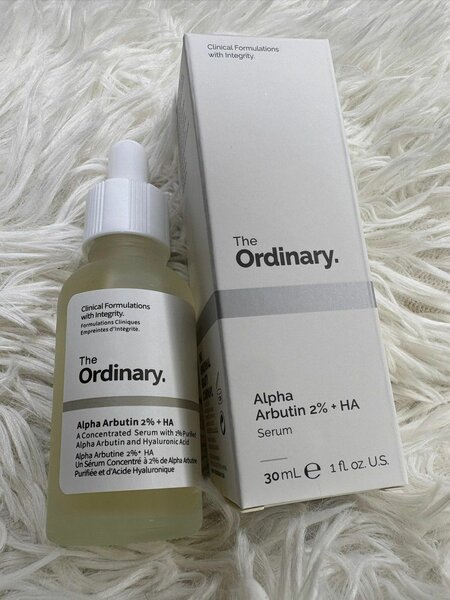 Clinical Formulations
with Integrity.
The
Ordinary.
Alpha
Arbutin 2% + HA
Serum
30 mL e 1 fl. oz. U.S.
Clinical Formulations
with Integrity.
Formulations Cliniques
Empreintes d'Intégrité.
The
Ordinary.
Alpha Arbutin 2% + HA
A Concentrated Serum with 2% Purified
Alpha Arbutin and Hyaluronic Acid
Alpha Arbutine 2%+ HA
Un Sérum Concentré à 2% de Alpha Arbutine
Purifiée et d'Acide Hyaluronique